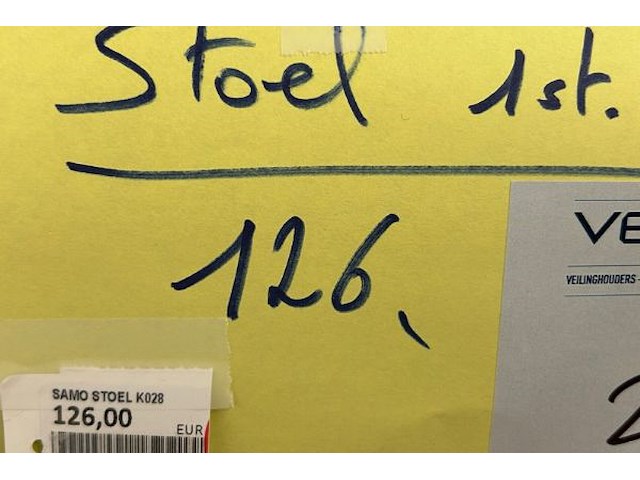 Stoel 1st.
126,
VE
VEILINGHOUDERS -
SAMO STOEL K028
126,00
EUR
2